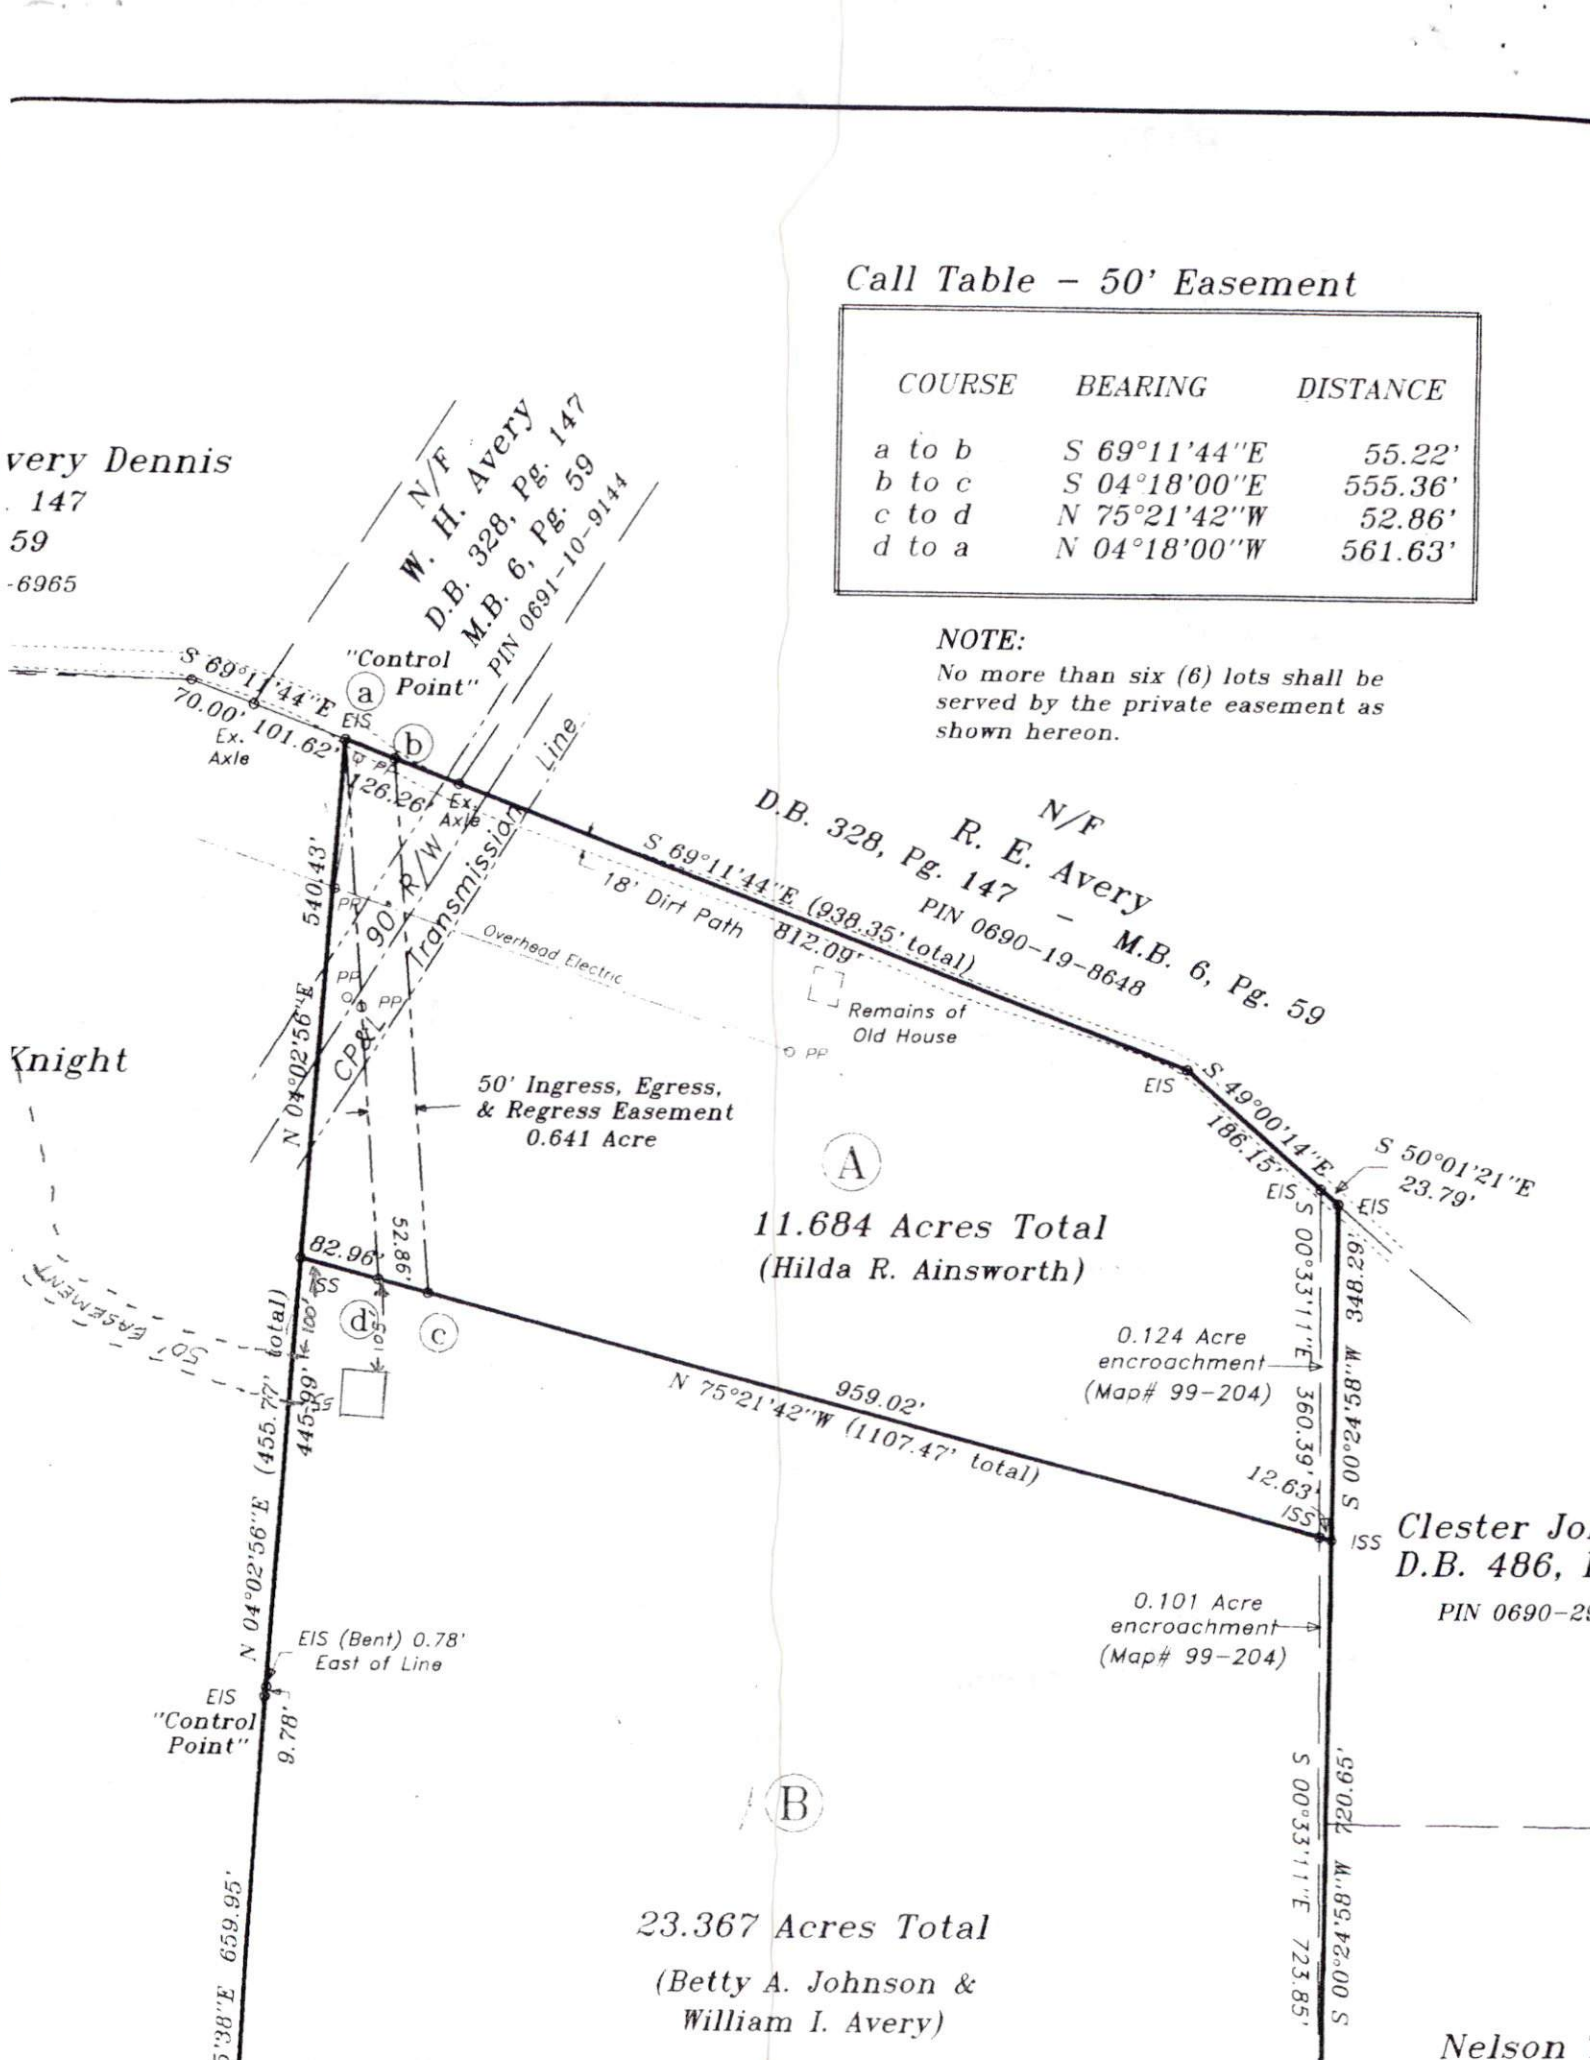 Call Table - 50' Easement
COURSE BEARING DISTANCE
a to b S 69°11'44"E 55.22'
b to c S 04°18'00"E 555.36'
c to d N 75°21'42"W 52.86'
d to a N 04°18'00"W 561.63'
NOTE:
No more than six (6) lots shall be
served by the private easement as
shown hereon.
very Dennis
. 147
59
-6965
N/F
W. H. Avery
D.B. 328, Pg. 147
M.B. 6, Pg. 59
PIN 0691-10-9144
"Control
Point"
a
EIS
b
S 69°11'44"E
70.00'
101.62'
Ex.
Axle
PP
126.26'
Ex.
Axle
Line
Transmission
90' R/W
CP&L
540.43'
N 04°02'56"E
PP
PP
PP
Overhead Electric
PP
18' Dirt Path
S 69°11'44"E (938.35' total)
812.09'
N/F
R. E. Avery
D.B. 328, Pg. 147 - M.B. 6, Pg. 59
PIN 0690-19-8648
Remains of
Old House
EIS
S 49°00'14"E
186.15'
S 50°01'21"E
23.79'
EIS
EIS
Knight
50' Ingress, Egress,
& Regress Easement
0.641 Acre
A
11.684 Acres Total
(Hilda R. Ainsworth)
82.96'
52.86'
ISS
d
c
100'
105'
50' EASEMENT
N 04°02'56"E (455.77' total)
445.99'
959.02'
N 75°21'42"W (1107.47' total)
0.124 Acre
encroachment
(Map# 99-204)
S 00°33'11"E 360.39'
S 00°24'58"W 348.29'
12.63'
ISS
ISS
Clester Jo
D.B. 486,
PIN 0690-29
0.101 Acre
encroachment
(Map# 99-204)
EIS (Bent) 0.78'
East of Line
EIS
"Control
Point"
9.78'
B
23.367 Acres Total
(Betty A. Johnson &
William I. Avery)
'38"E 659.95'
S 00°33'11"E 723.85'
S 00°24'58"W 720.65'
Nelson